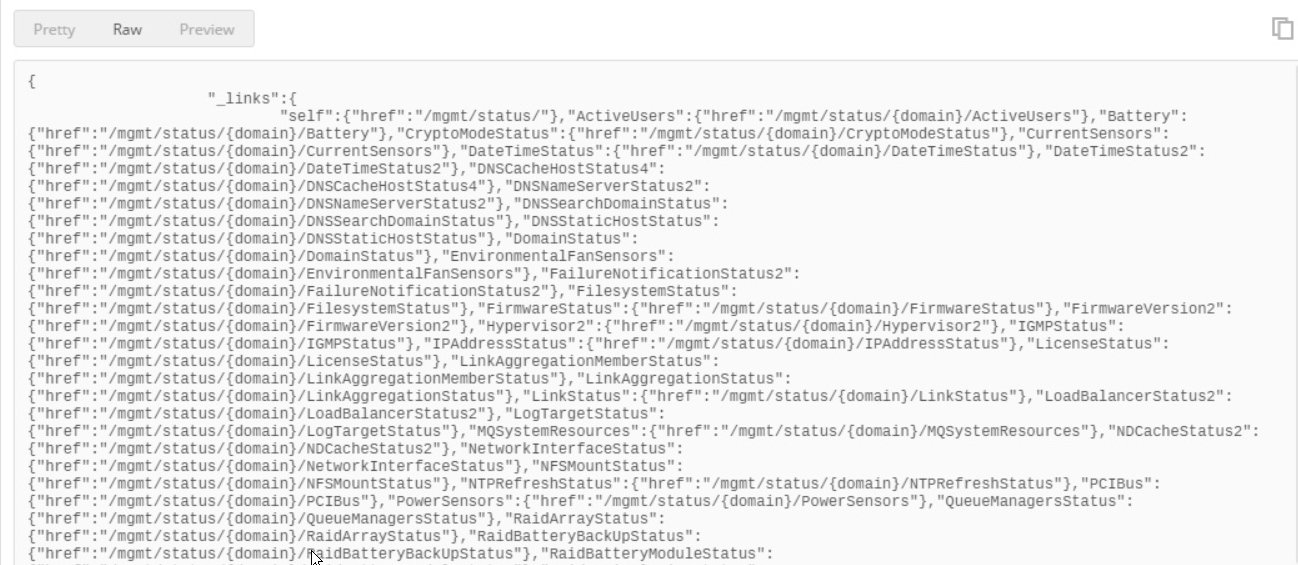 Pretty Raw Preview
{
"_links":{
"self":{"href":"/mgmt/status/"},"ActiveUsers":{"href":"/mgmt/status/{domain}/ActiveUsers"},"Battery":
{"href":"/mgmt/status/{domain}/Battery"},"CryptoModeStatus":{"href":"/mgmt/status/{domain}/CryptoModeStatus"},"CurrentSensors":
{"href":"/mgmt/status/{domain}/CurrentSensors"},"DateTimeStatus":{"href":"/mgmt/status/{domain}/DateTimeStatus"},"DateTimeStatus2":
{"href":"/mgmt/status/{domain}/DateTimeStatus2"},"DNSCacheHostStatus4":
{"href":"/mgmt/status/{domain}/DNSCacheHostStatus4"},"DNSNameServerStatus2":
{"href":"/mgmt/status/{domain}/DNSNameServerStatus2"},"DNSSearchDomainStatus":
{"href":"/mgmt/status/{domain}/DNSSearchDomainStatus"},"DNSStaticHostStatus":
{"href":"/mgmt/status/{domain}/DNSStaticHostStatus"},"DomainStatus":
{"href":"/mgmt/status/{domain}/DomainStatus"},"EnvironmentalFanSensors":
{"href":"/mgmt/status/{domain}/EnvironmentalFanSensors"},"FailureNotificationStatus2":
{"href":"/mgmt/status/{domain}/FailureNotificationStatus2"},"FilesystemStatus":
{"href":"/mgmt/status/{domain}/FilesystemStatus"},"FirmwareStatus":{"href":"/mgmt/status/{domain}/FirmwareStatus"},"FirmwareVersion2":
{"href":"/mgmt/status/{domain}/FirmwareVersion2"},"Hypervisor2":{"href":"/mgmt/status/{domain}/Hypervisor2"},"IGMPStatus":
{"href":"/mgmt/status/{domain}/IGMPStatus"},"IPAddressStatus":{"href":"/mgmt/status/{domain}/IPAddressStatus"},"LicenseStatus":
{"href":"/mgmt/status/{domain}/LicenseStatus"},"LinkAggregationMemberStatus":
{"href":"/mgmt/status/{domain}/LinkAggregationMemberStatus"},"LinkAggregationStatus":
{"href":"/mgmt/status/{domain}/LinkAggregationStatus"},"LinkStatus":{"href":"/mgmt/status/{domain}/LinkStatus"},"LoadBalancerStatus2":
{"href":"/mgmt/status/{domain}/LoadBalancerStatus2"},"LogTargetStatus":
{"href":"/mgmt/status/{domain}/LogTargetStatus"},"MQSystemResources":{"href":"/mgmt/status/{domain}/MQSystemResources"},"NDCacheStatus2":
{"href":"/mgmt/status/{domain}/NDCacheStatus2"},"NetworkInterfaceStatus":
{"href":"/mgmt/status/{domain}/NetworkInterfaceStatus"},"NFSMountStatus":
{"href":"/mgmt/status/{domain}/NFSMountStatus"},"NTPRefreshStatus":{"href":"/mgmt/status/{domain}/NTPRefreshStatus"},"PCIBus":
{"href":"/mgmt/status/{domain}/PCIBus"},"PowerSensors":{"href":"/mgmt/status/{domain}/PowerSensors"},"QueueManagersStatus":
{"href":"/mgmt/status/{domain}/QueueManagersStatus"},"RaidArrayStatus":
{"href":"/mgmt/status/{domain}/RaidArrayStatus"},"RaidBatteryBackUpStatus":
{"href":"/mgmt/status/{domain}/RaidBatteryBackUpStatus"},"RaidBatteryModuleStatus":